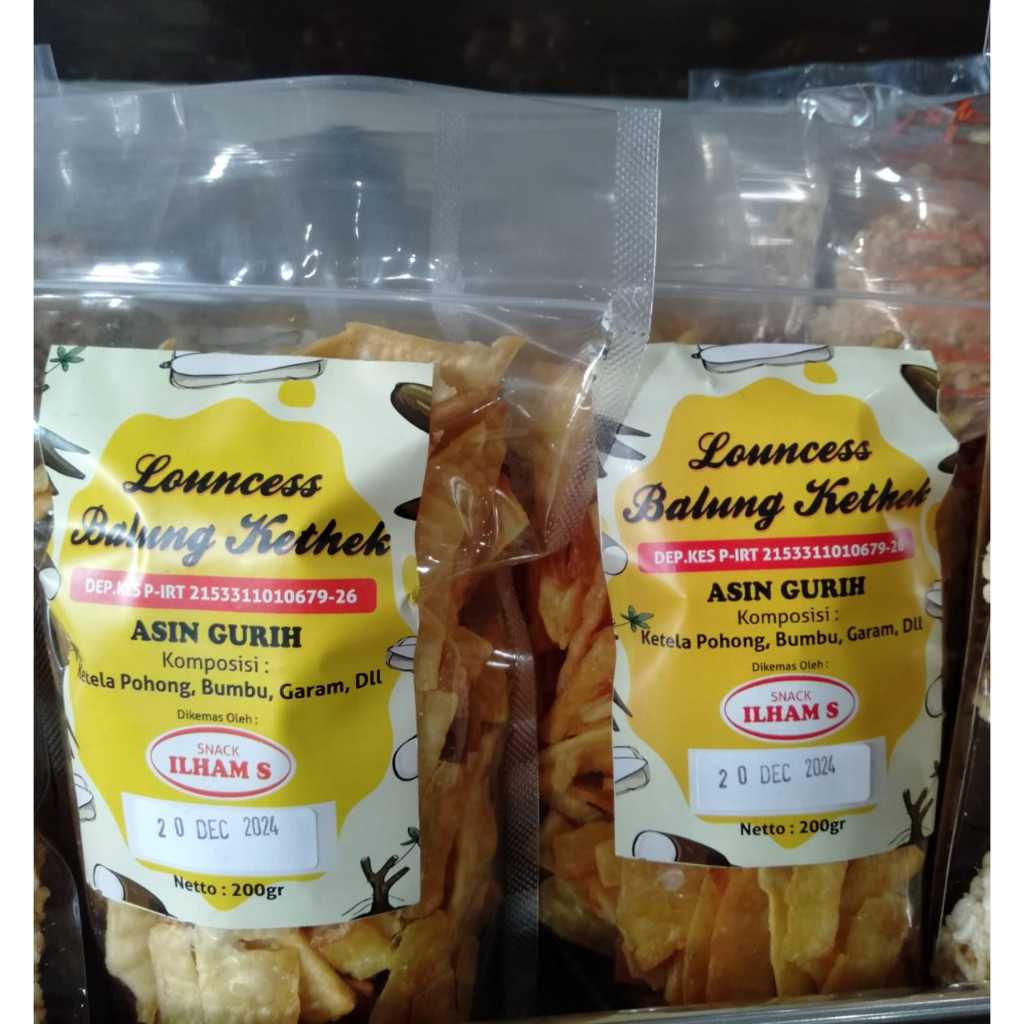 Louncess
Balung Kethek
DEP.KES P-IRT 2153311010679-26
ASIN GURIH
Komposisi :
Ketela Pohong, Bumbu, Garam, Dll
Dikemas Oleh :
SNACK
ILHAM S
20 DEC 2024
Netto : 200gr
Louncess
Balung Kethek
DEP.KES P-IRT 2153311010679-26
ASIN GURIH
Komposisi :
Ketela Pohong, Bumbu, Garam, Dll
Dikemas Oleh :
SNACK
ILHAM S
20 DEC 2024
Netto : 200gr